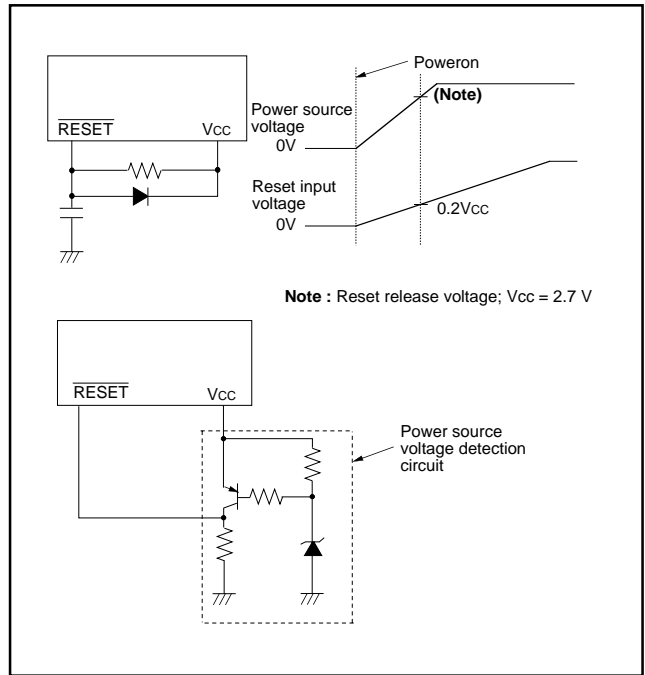 Poweron
(Note)
Power source
voltage
0V
RESET
Vcc
Reset input
voltage
0V
0.2Vcc
Note : Reset release voltage; Vcc = 2.7 V
RESET
Vcc
Power source
voltage detection
circuit